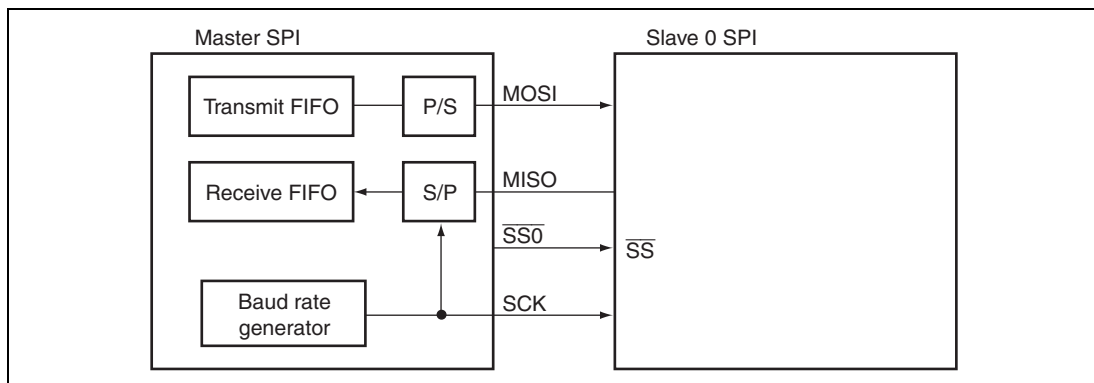 Master SPI
Slave 0 SPI
Transmit FIFO
P/S
MOSI
Receive FIFO
S/P
MISO
SS0
SS
Baud rate
generator
SCK